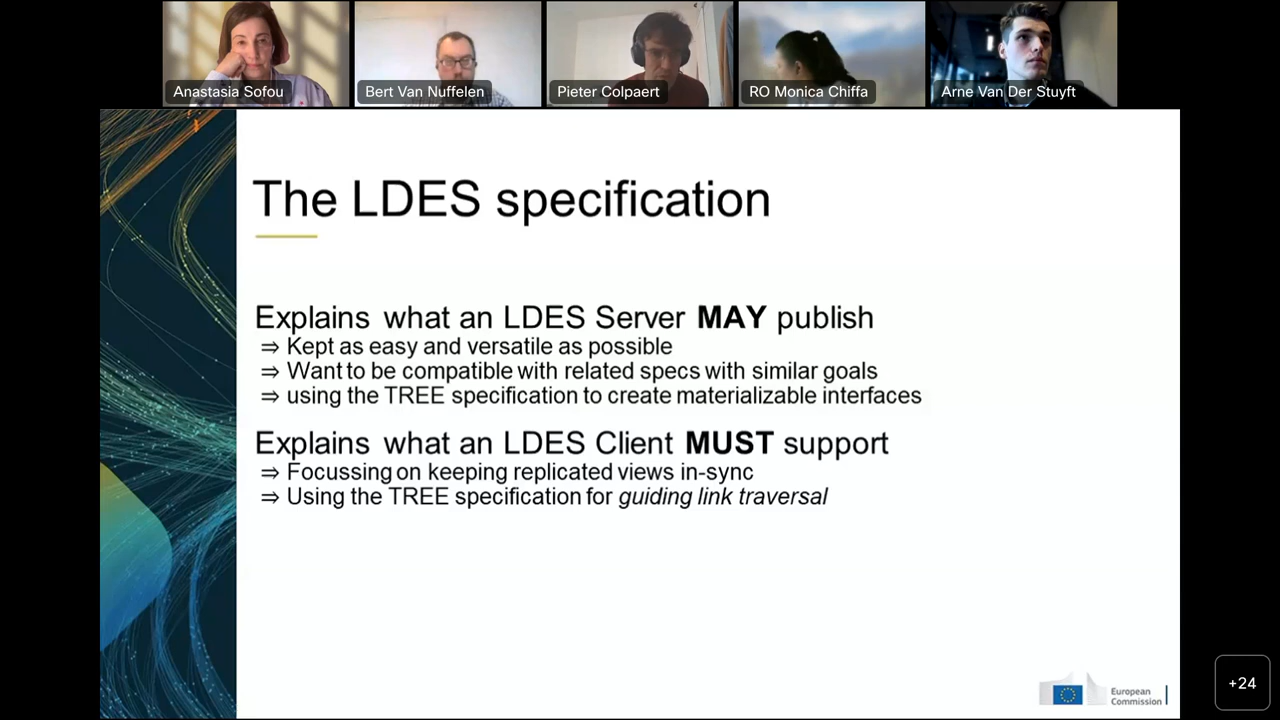 Anastasia Sofou
Bert Van Nuffelen
Pieter Colpaert
RO Monica Chiffa
Arne Van Der Stuyft
The LDES specification
Explains what an LDES Server MAY publish
⇒ Kept as easy and versatile as possible
⇒ Want to be compatible with related specs with similar goals
⇒ using the TREE specification to create materializable interfaces
Explains what an LDES Client MUST support
⇒ Focussing on keeping replicated views in-sync
⇒ Using the TREE specification for guiding link traversal
+24
European
Commission